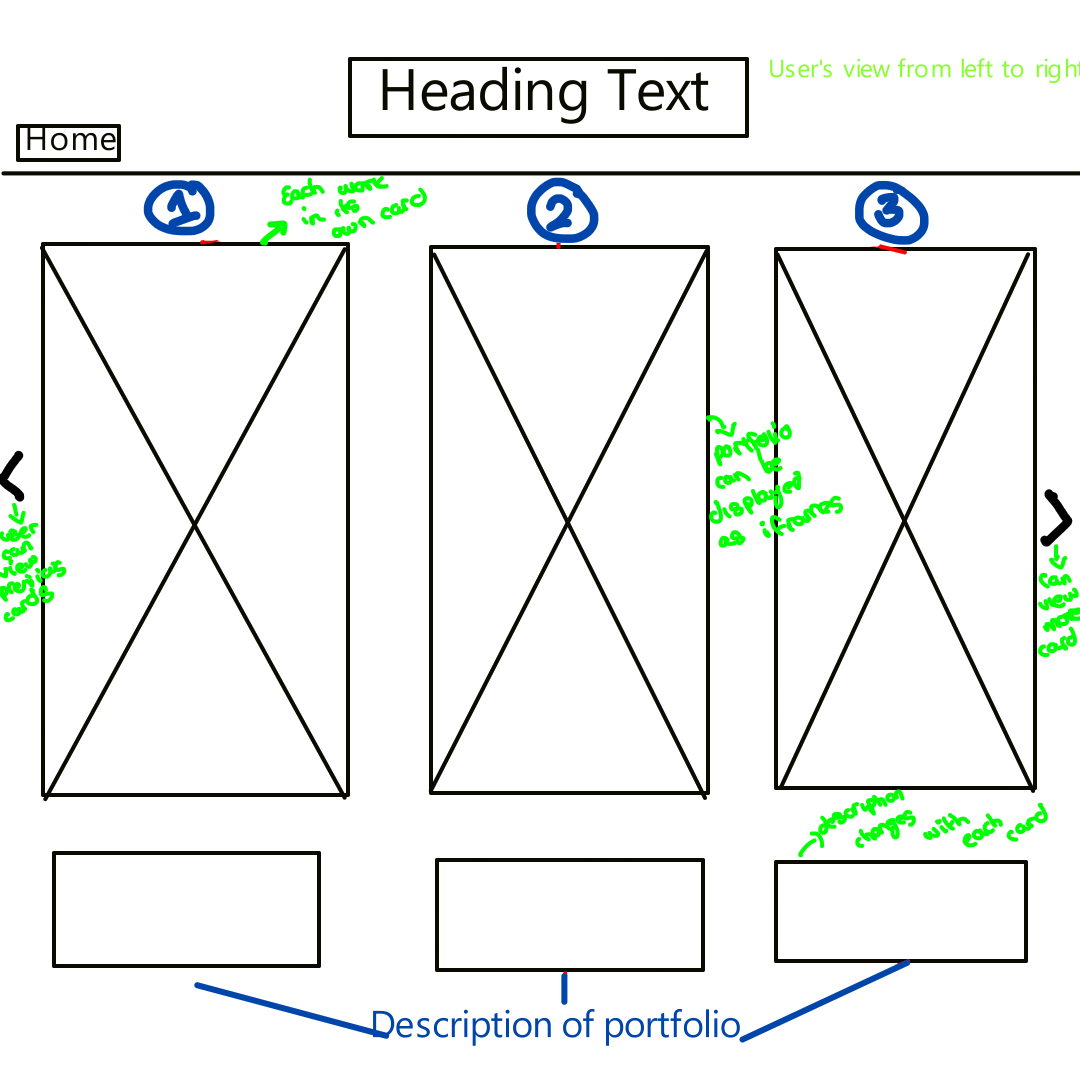 Heading Text
User's view from left to right
Home
1
Each work
in its
own card
2
3
portfolio
can be
displayed
as iframes
User
can
view
previous
cards
Can
view
more
card
description
changes with each card
Description of portfolio